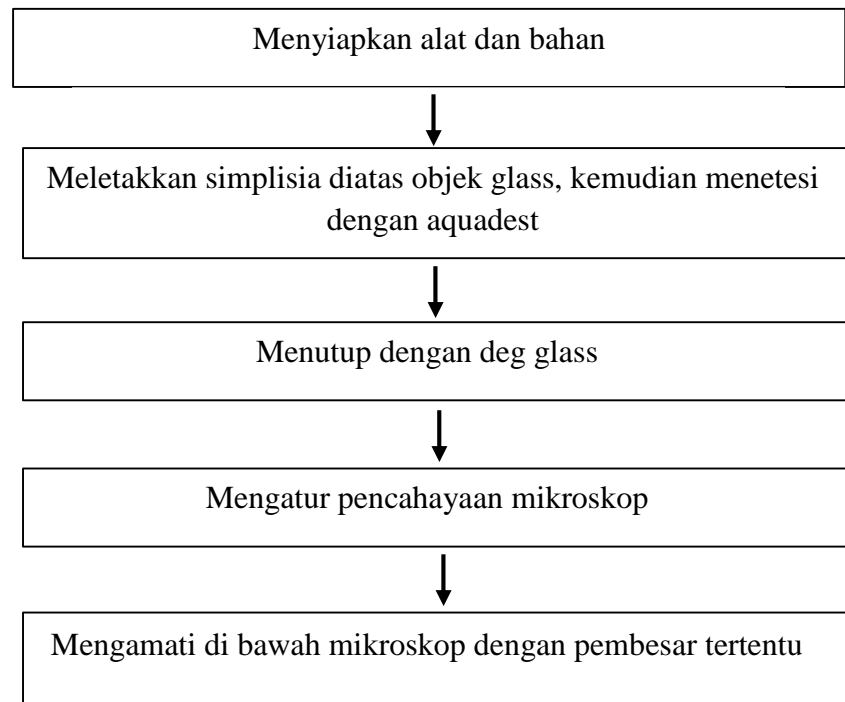 Menyiapkan alat dan bahan
Meletakkan simplisia diatas objek glass, kemudian menetesi
dengan aquadest
Menutup dengan deg glass
Mengatur pencahayaan mikroskop
Mengamati di bawah mikroskop dengan pembesar tertentu